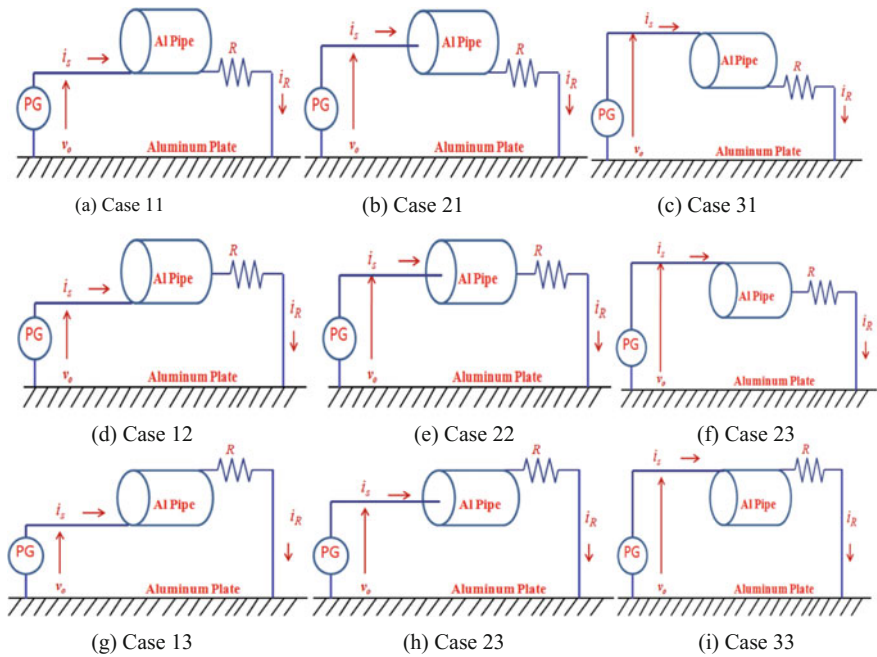 i_s
Al Pipe
R
i_R
PG
v_o
Aluminum Plate
(a) Case 11
i_s
Al Pipe
R
i_R
PG
v_o
Aluminum Plate
(b) Case 21
i_s
Al Pipe
R
i_R
PG
v_o
Aluminum Plate
(c) Case 31
i_s
Al Pipe
R
i_R
PG
v_o
Aluminum Plate
(d) Case 12
i_s
Al Pipe
R
i_R
PG
v_o
Aluminum Plate
(e) Case 22
i_s
Al Pipe
R
i_R
PG
v_o
Aluminum Plate
(f) Case 23
i_s
Al Pipe
R
i_R
PG
v_o
Aluminum Plate
(g) Case 13
i_s
Al Pipe
R
i_R
PG
v_o
Aluminum Plate
(h) Case 23
i_s
Al Pipe
R
i_R
PG
v_o
Aluminum Plate
(i) Case 33